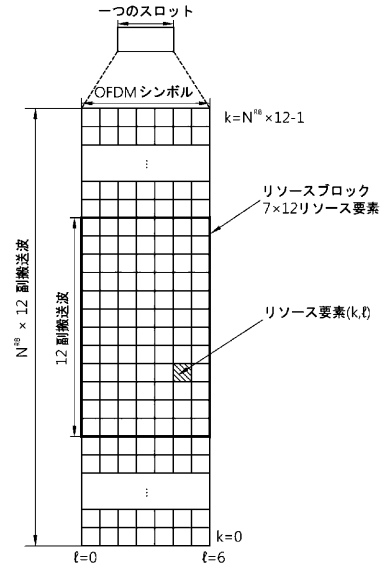 一つのスロット
OFDMシンボル
k=Nᴿᴮ×12-1
⋮
リソースブロック
7×12リソース要素
Nᴿᴮ × 12 副搬送波
12 副搬送波
リソース要素(k,ℓ)
⋮
k=0
ℓ=0
ℓ=6